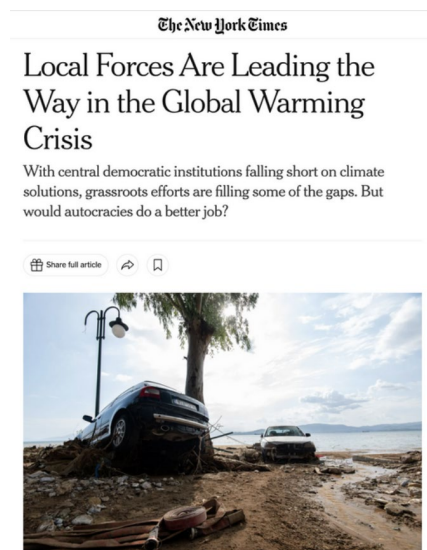 The New York Times
Local Forces Are Leading the
Way in the Global Warming
Crisis
With central democratic institutions falling short on climate
solutions, grassroots efforts are filling some of the gaps. But
would autocracies do a better job?
Share full article